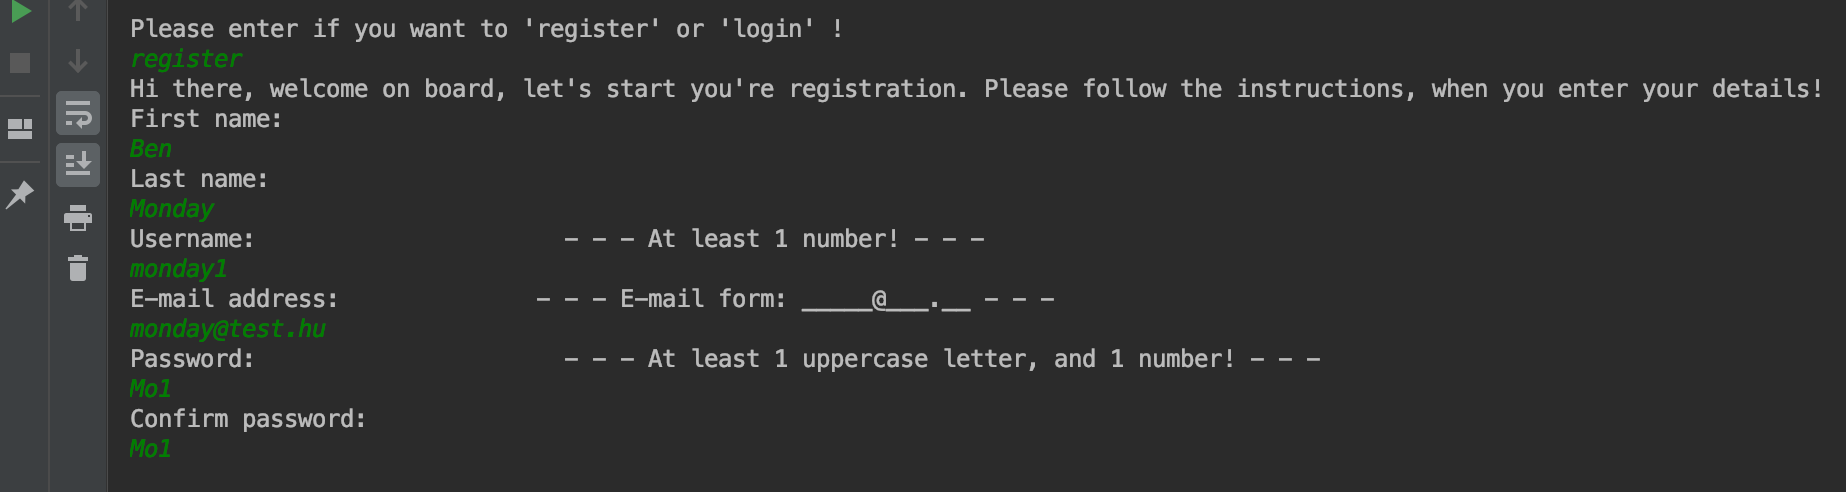 Please enter if you want to 'register' or 'login' !
register
Hi there, welcome on board, let's start you're registration. Please follow the instructions, when you enter your details!
First name:
Ben
Last name:
Monday
Username: - - - At least 1 number! - - -
monday1
E-mail address: - - - E-mail form: _____@___.__ - - -
monday@test.hu
Password: - - - At least 1 uppercase letter, and 1 number! - - -
Mo1
Confirm password:
Mo1